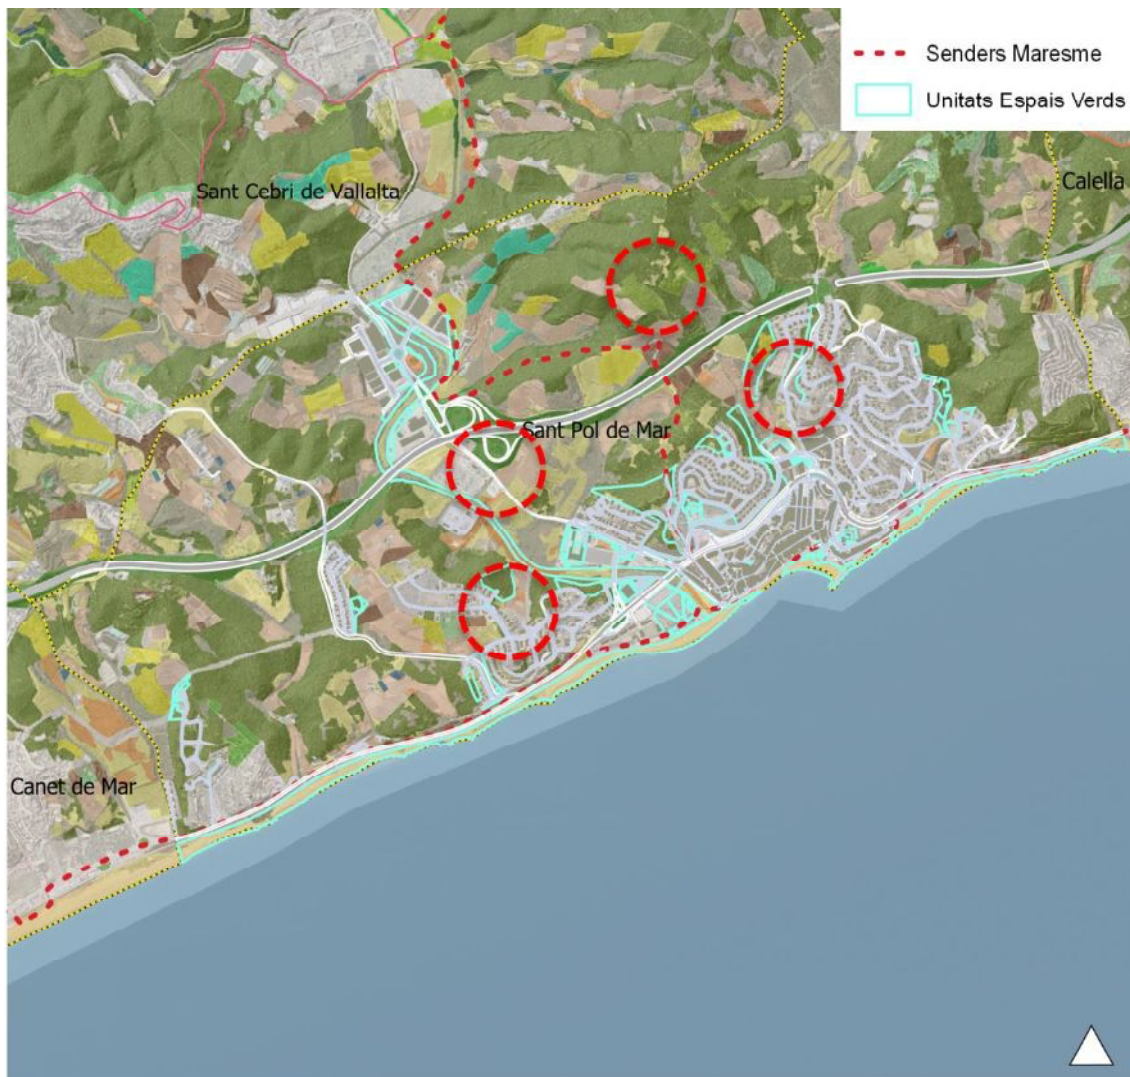 Senders Maresme
Unitats Espais Verds
Sant Cebri de Vallalta
Calella
Sant Pol de Mar
Canet de Mar